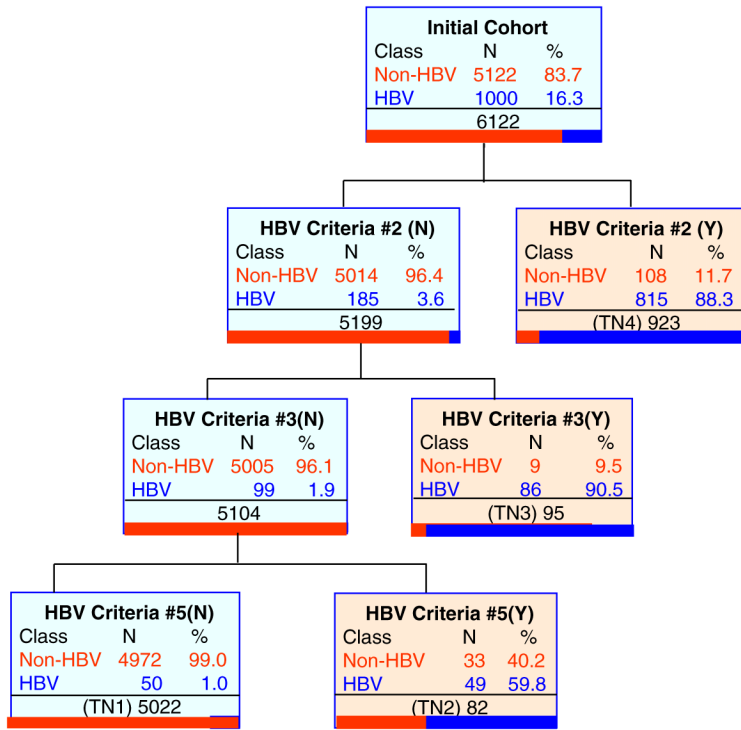 Initial Cohort
Class N %
Non-HBV 5122 83.7
HBV 1000 16.3
6122
HBV Criteria #2 (N)
Class N %
Non-HBV 5014 96.4
HBV 185 3.6
5199
HBV Criteria #2 (Y)
Class N %
Non-HBV 108 11.7
HBV 815 88.3
(TN4) 923
HBV Criteria #3(N)
Class N %
Non-HBV 5005 96.1
HBV 99 1.9
5104
HBV Criteria #3(Y)
Class N %
Non-HBV 9 9.5
HBV 86 90.5
(TN3) 95
HBV Criteria #5(N)
Class N %
Non-HBV 4972 99.0
HBV 50 1.0
(TN1) 5022
HBV Criteria #5(Y)
Class N %
Non-HBV 33 40.2
HBV 49 59.8
(TN2) 82